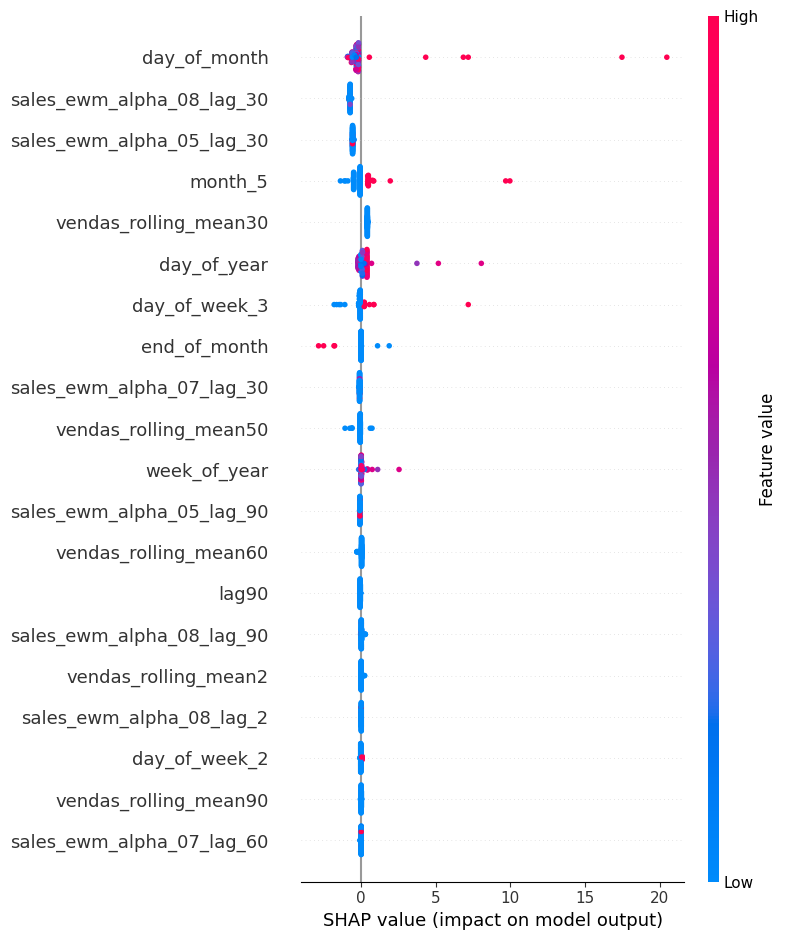 High
day_of_month
sales_ewm_alpha_08_lag_30
sales_ewm_alpha_05_lag_30
month_5
vendas_rolling_mean30
day_of_year
day_of_week_3
end_of_month
sales_ewm_alpha_07_lag_30
vendas_rolling_mean50
week_of_year
sales_ewm_alpha_05_lag_90
vendas_rolling_mean60
lag90
sales_ewm_alpha_08_lag_90
vendas_rolling_mean2
sales_ewm_alpha_08_lag_2
day_of_week_2
vendas_rolling_mean90
sales_ewm_alpha_07_lag_60
Feature value
Low
0 5 10 15 20
SHAP value (impact on model output)